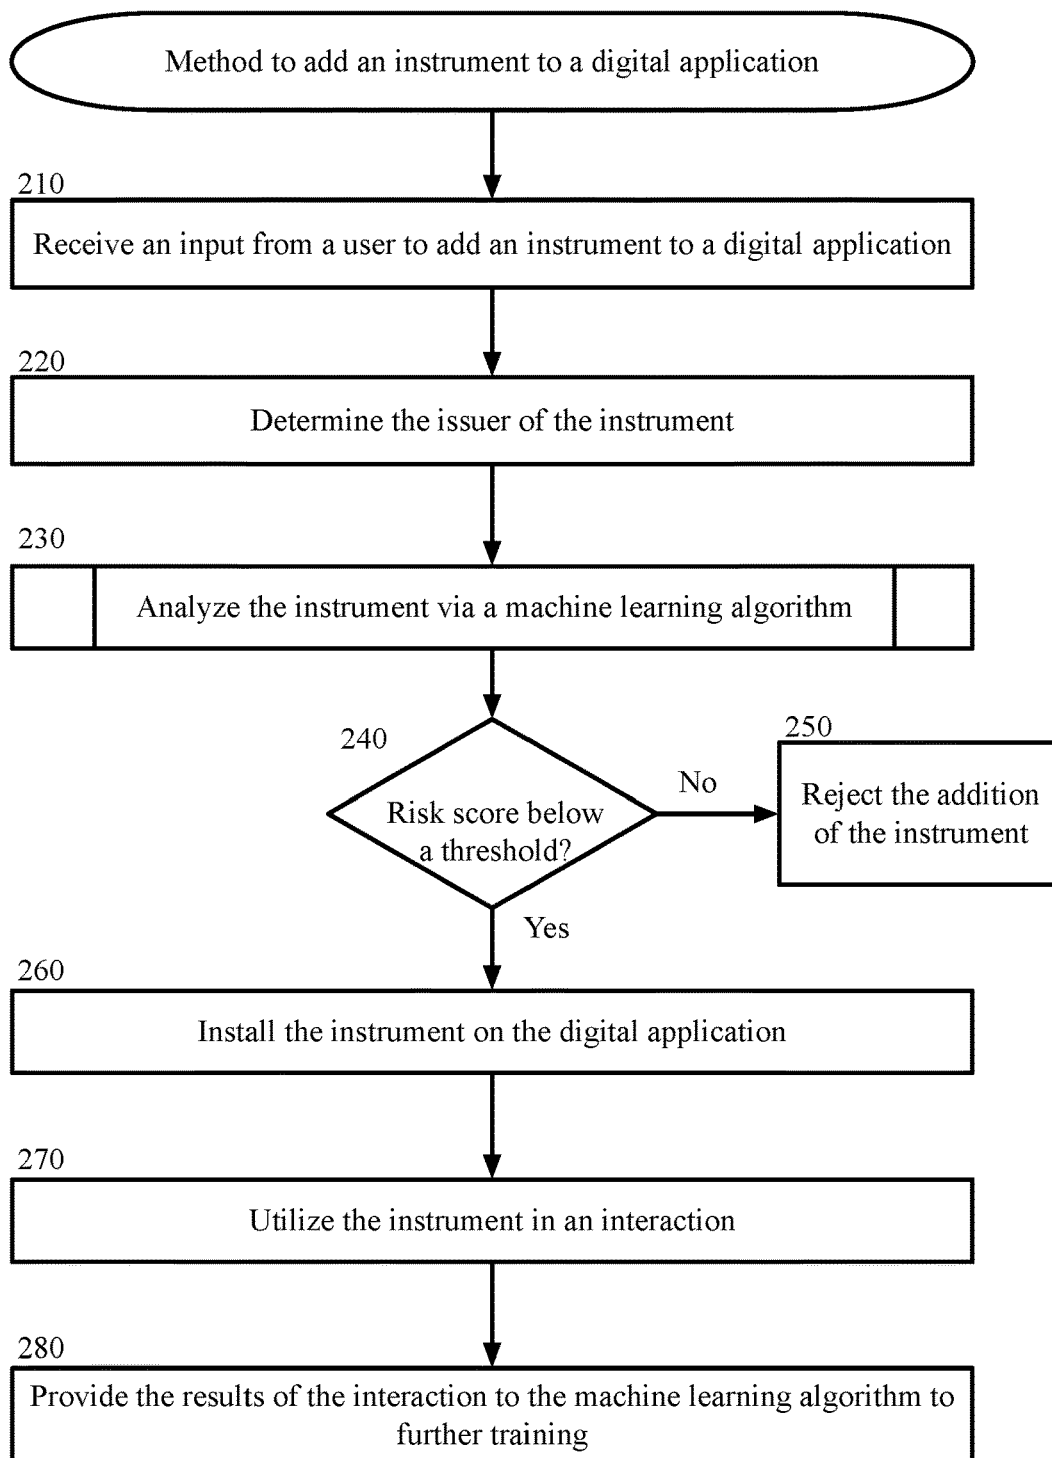 Method to add an instrument to a digital application
210
Receive an input from a user to add an instrument to a digital application
220
Determine the issuer of the instrument
230
Analyze the instrument via a machine learning algorithm
240
Risk score below
a threshold?
No
250
Reject the addition
of the instrument
Yes
260
Install the instrument on the digital application
270
Utilize the instrument in an interaction
280
Provide the results of the interaction to the machine learning algorithm to
further training